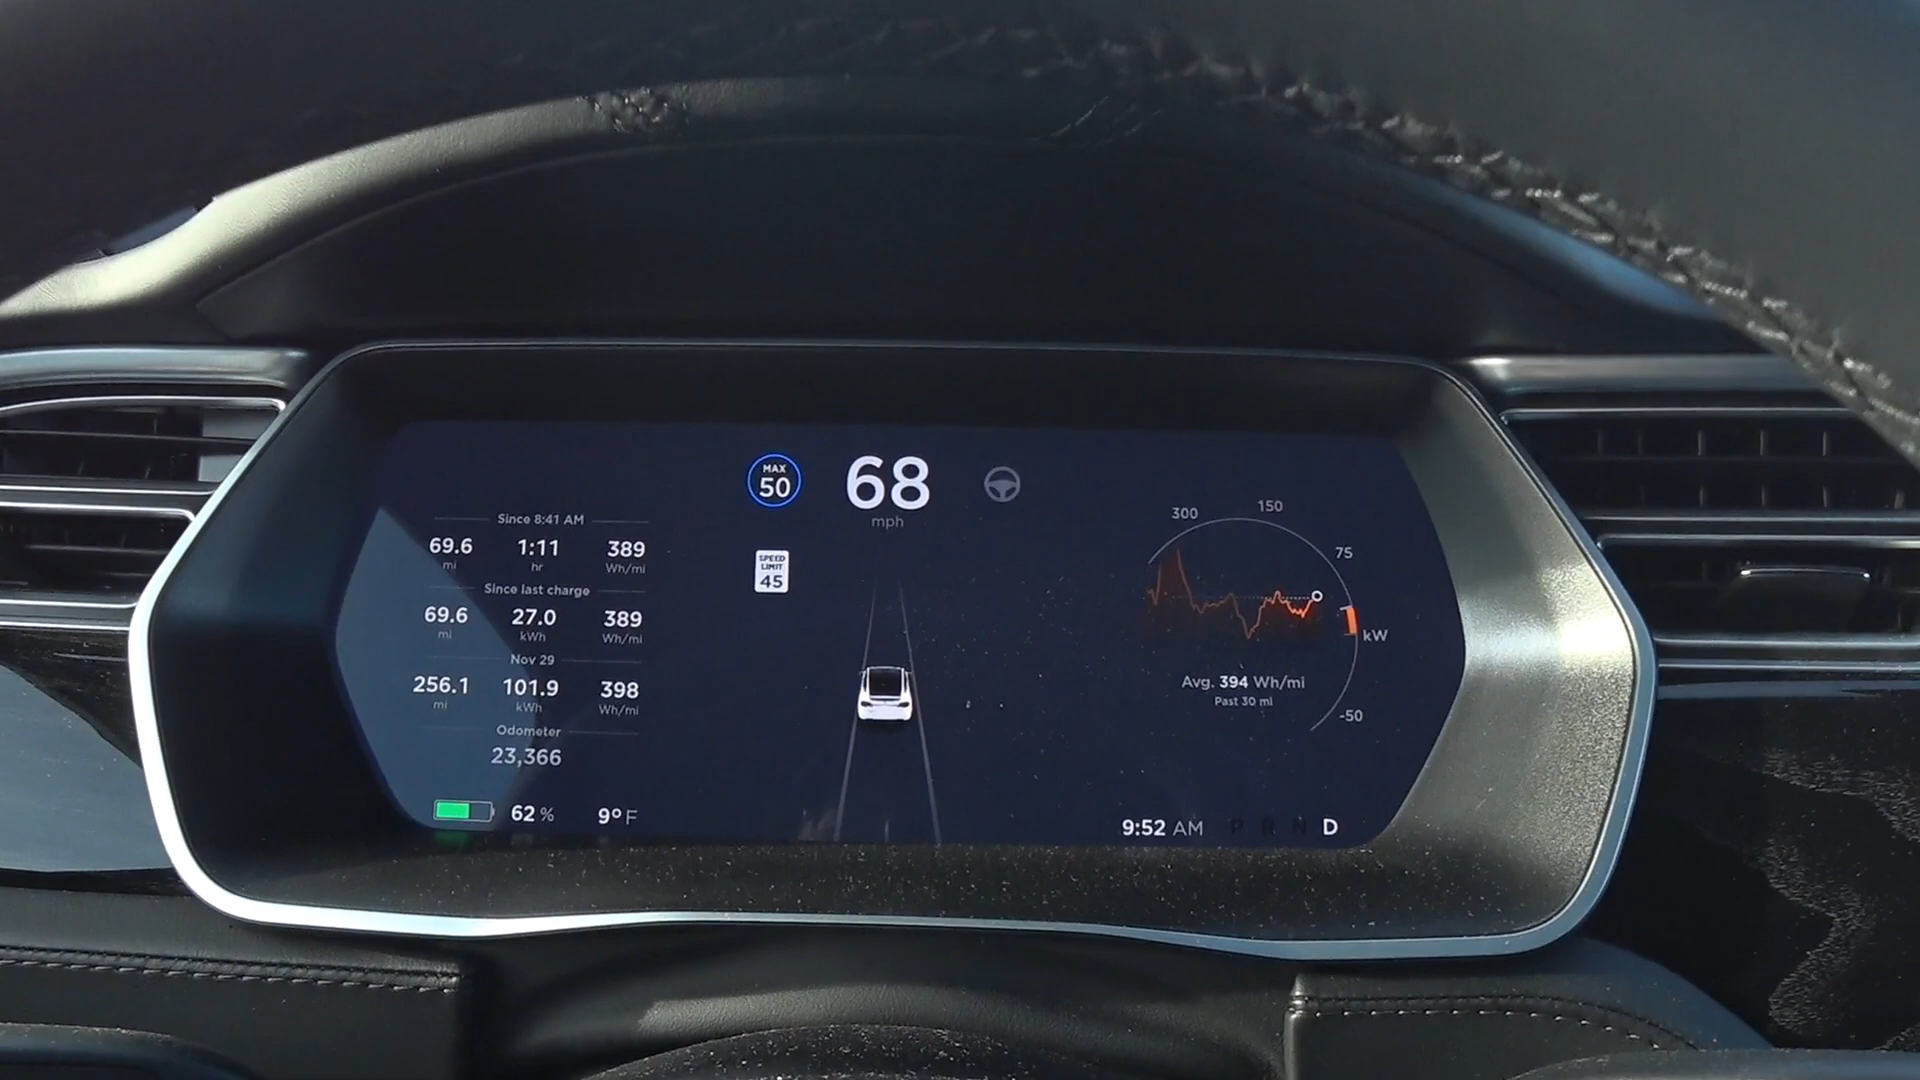 MAX
50
68
mph
SPEED
LIMIT
45
Since 8:41 AM
69.6 1:11 389
mi hr Wh/mi
Since last charge
69.6 27.0 389
mi kWh Wh/mi
Nov 29
256.1 101.9 398
mi kWh Wh/mi
Odometer
23,366
62 % 9°F
300 150
75
kW
-50
Avg. 394 Wh/mi
Past 30 mi
9:52 AM P R N D